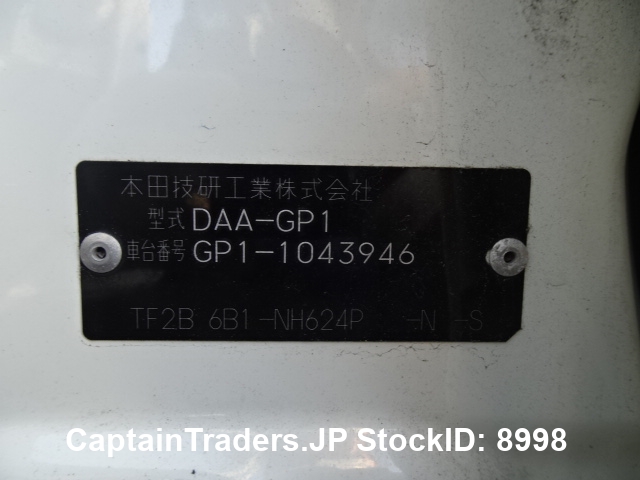 本田技研工業株式会社
型式 DAA-GP1
車台番号 GP1-1043946
TF2B 6B1-NH624P -N -S
CaptainTraders.JP StockID: 8998